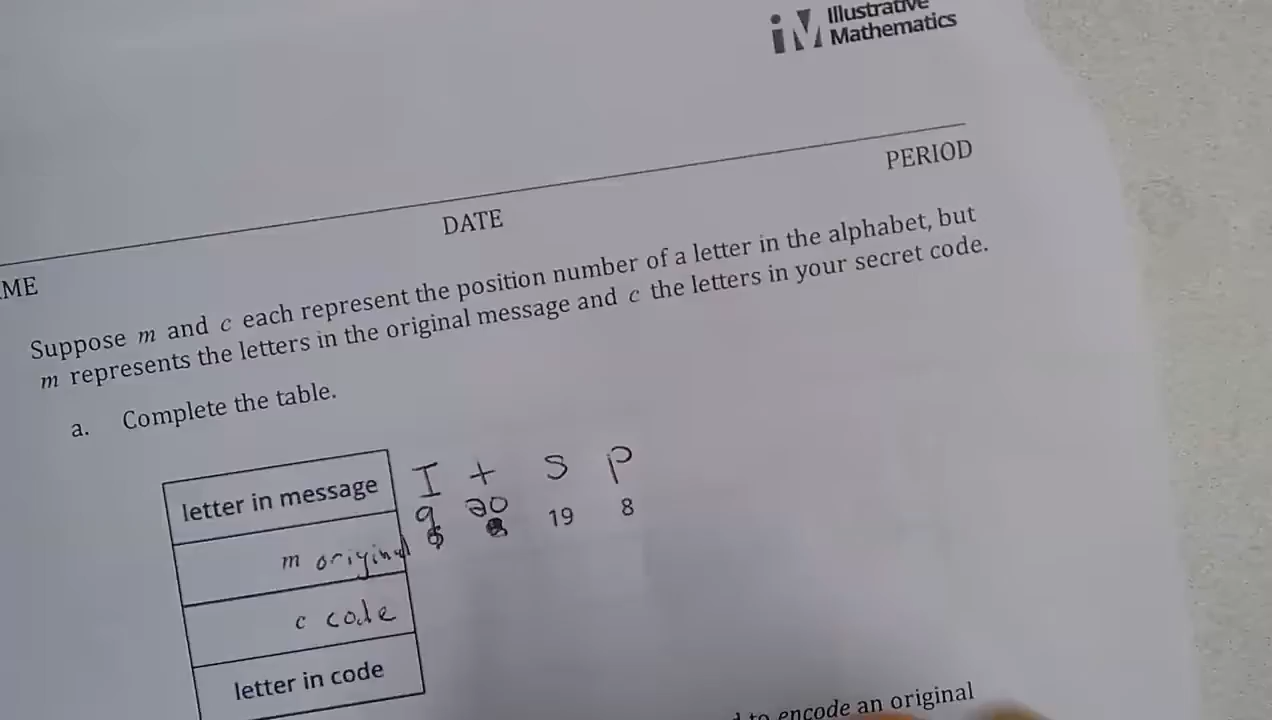 Illustrative
Mathematics
ME
DATE
PERIOD
Suppose m and c each represent the position number of a letter in the alphabet, but
m represents the letters in the original message and c the letters in your secret code.
a. Complete the table.
letter in message I t S P
m original 9 20 19 8
c code
letter in code
to encode an original